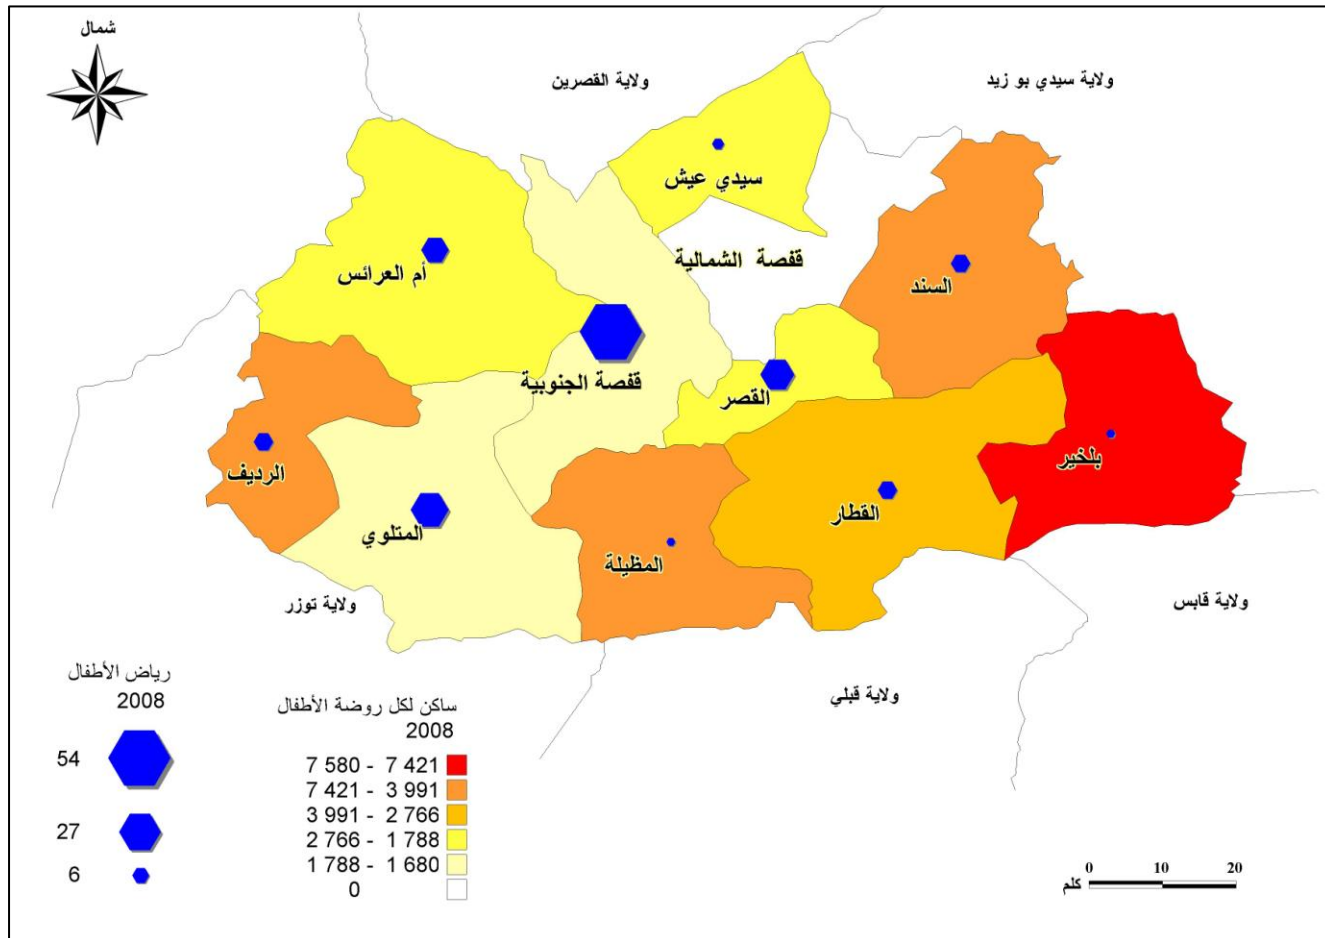 شمال
ولاية القصرين
ولاية سيدي بو زيد
سيدي عيش
قفصة الشمالية
أم العرائس
السند
قفصة الجنوبية
القصر
بلخير
الرديف
القطار
المتلوي
المظيلة
ولاية توزر
ولاية قابس
ولاية قبلي
رياض الأطفال
2008
54
27
6
ساكن لكل روضة الأطفال
2008
7 580 - 7 421
7 421 - 3 991
3 991 - 2 766
2 766 - 1 788
1 788 - 1 680
0
0 10 20
كلم